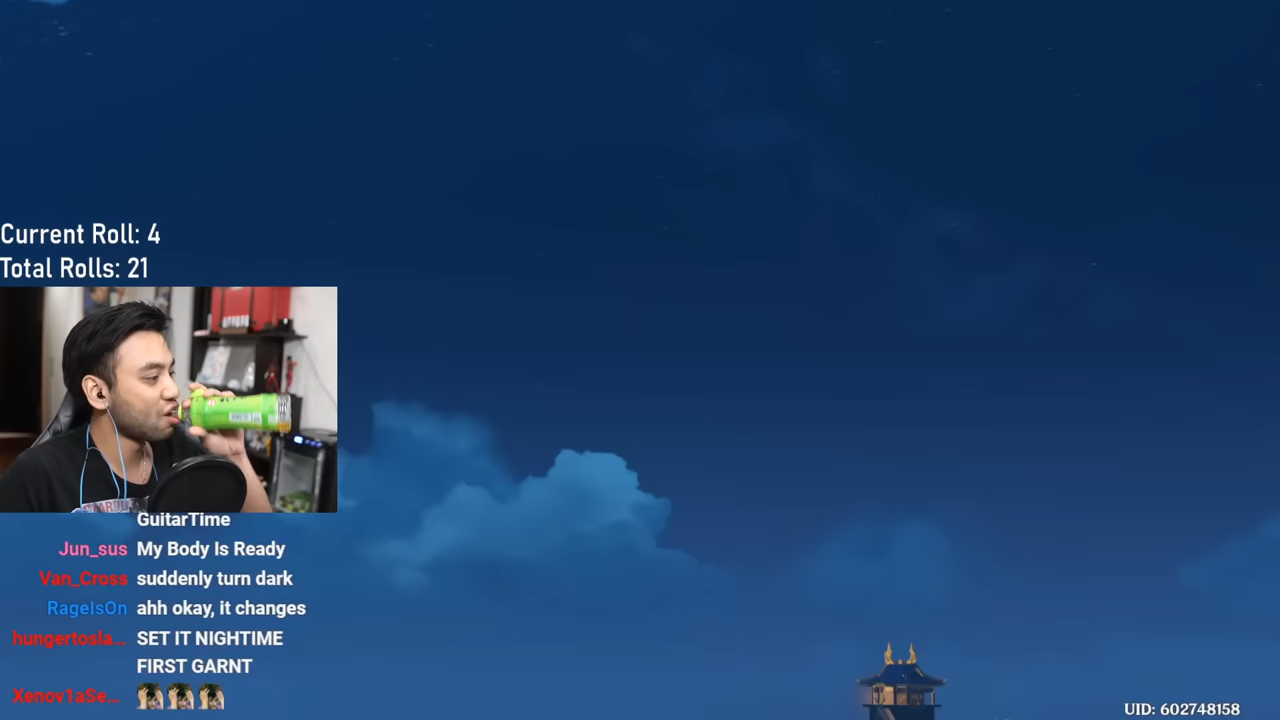 Current Roll: 4
Total Rolls: 21
GuitarTime
Jun_sus My Body Is Ready
Van_Cross suddenly turn dark
RageIsOn ahh okay, it changes
hungertosla... SET IT NIGHTIME
FIRST GARNT
Xenov1aSe...
UID: 602748158